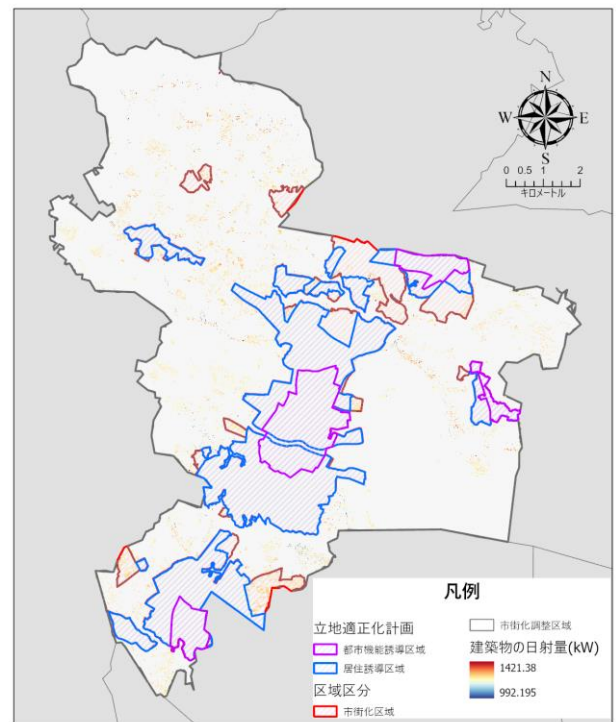 N
W
E
S
0 0.5 1 2
キロメートル
凡例
立地適正化計画
都市機能誘導区域
居住誘導区域
区域区分
市街化区域
市街化調整区域
建築物の日射量(kW)
1421.38
992.195